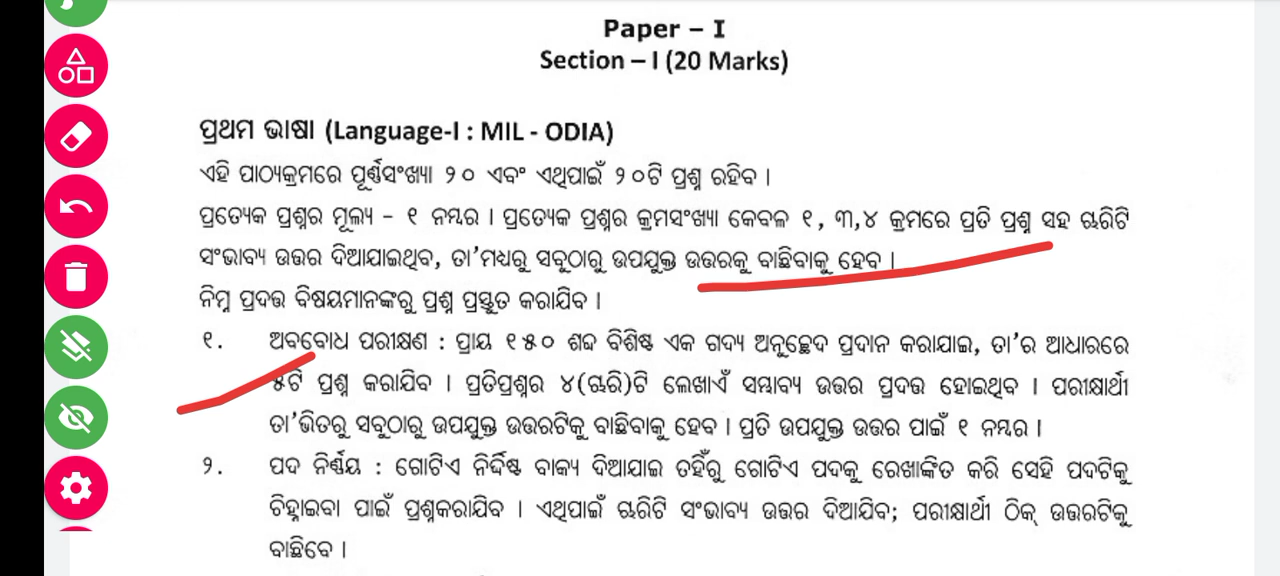 Paper – I
Section – I (20 Marks)
ପ୍ରଥମ ଭାଷା (Language-I : MIL - ODIA)
ଏହି ପାଠ୍ୟକ୍ରମରେ ପୂର୍ଣ୍ଣସଂଖ୍ୟା ୨୦ ଏବଂ ଏଥିପାଇଁ ୨୦ଟି ପ୍ରଶ୍ନ ରହିବ ।
ପ୍ରତ୍ୟେକ ପ୍ରଶ୍ନର ମୂଲ୍ୟ – ୧ ନମ୍ବର । ପ୍ରତ୍ୟେକ ପ୍ରଶ୍ନର କ୍ରମସଂଖ୍ୟା କେବଳ ୧, ୩,୪ କ୍ରମରେ ପ୍ରତି ପ୍ରଶ୍ନ ସହ ଋରିଟି
ସଂଭାବ୍ୟ ଉତ୍ତର ଦିଆଯାଇଥିବ, ତା’ମଧ୍ୟରୁ ସବୁଠାରୁ ଉପଯୁକ୍ତ ଉତ୍ତରକୁ ବାଛିବାକୁ ହେବ ।
ନିମ୍ନ ପ୍ରଦତ୍ତ ବିଷୟମାନଙ୍କରୁ ପ୍ରଶ୍ନ ପ୍ରସ୍ତୁତ କରାଯିବ ।
୧. ଅବବୋଧ ପରୀକ୍ଷଣ : ପ୍ରାୟ ୧୫୦ ଶବ୍ଦ ବିଶିଷ୍ଟ ଏକ ଗଦ୍ୟ ଅନୁଚ୍ଛେଦ ପ୍ରଦାନ କରାଯାଇ, ତା’ର ଆଧାରରେ
୫ଟି ପ୍ରଶ୍ନ କରାଯିବ । ପ୍ରତିପ୍ରଶ୍ନର ୪(ଋରି)ଟି ଲେଖାଏଁ ସମ୍ଭାବ୍ୟ ଉତ୍ତର ପ୍ରଦତ୍ତ ହୋଇଥିବ । ପରୀକ୍ଷାର୍ଥୀ
ତା’ଭିତରୁ ସବୁଠାରୁ ଉପଯୁକ୍ତ ଉତ୍ତରଟିକୁ ବାଛିବାକୁ ହେବ । ପ୍ରତି ଉପଯୁକ୍ତ ଉତ୍ତର ପାଇଁ ୧ ନମ୍ବର ।
୨. ପଦ ନିର୍ଣ୍ଣୟ : ଗୋଟିଏ ନିର୍ଦ୍ଦିଷ୍ଟ ବାକ୍ୟ ଦିଆଯାଇ ତହିଁରୁ ଗୋଟିଏ ପଦକୁ ରେଖାଙ୍କିତ କରି ସେହି ପଦଟିକୁ
ଚିହ୍ନାଇବା ପାଇଁ ପ୍ରଶ୍ନକରାଯିବ । ଏଥିପାଇଁ ଋରିଟି ସଂଭାବ୍ୟ ଉତ୍ତର ଦିଆଯିବ; ପରୀକ୍ଷାର୍ଥୀ ଠିକ୍ ଉତ୍ତରଟିକୁ
ବାଛିବେ ।